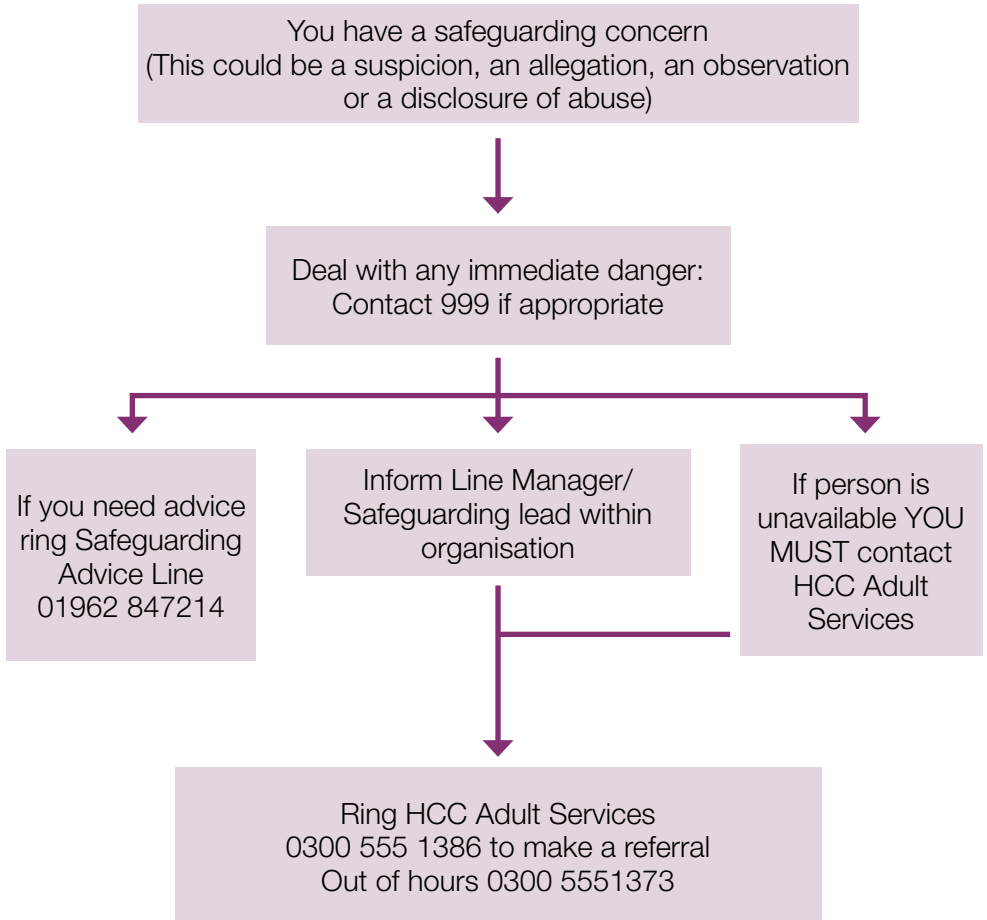 You have a safeguarding concern
(This could be a suspicion, an allegation, an observation
or a disclosure of abuse)
Deal with any immediate danger:
Contact 999 if appropriate
If you need advice
ring Safeguarding
Advice Line
01962 847214
Inform Line Manager/
Safeguarding lead within
organisation
If person is
unavailable YOU
MUST contact
HCC Adult
Services
Ring HCC Adult Services
0300 555 1386 to make a referral
Out of hours 0300 5551373